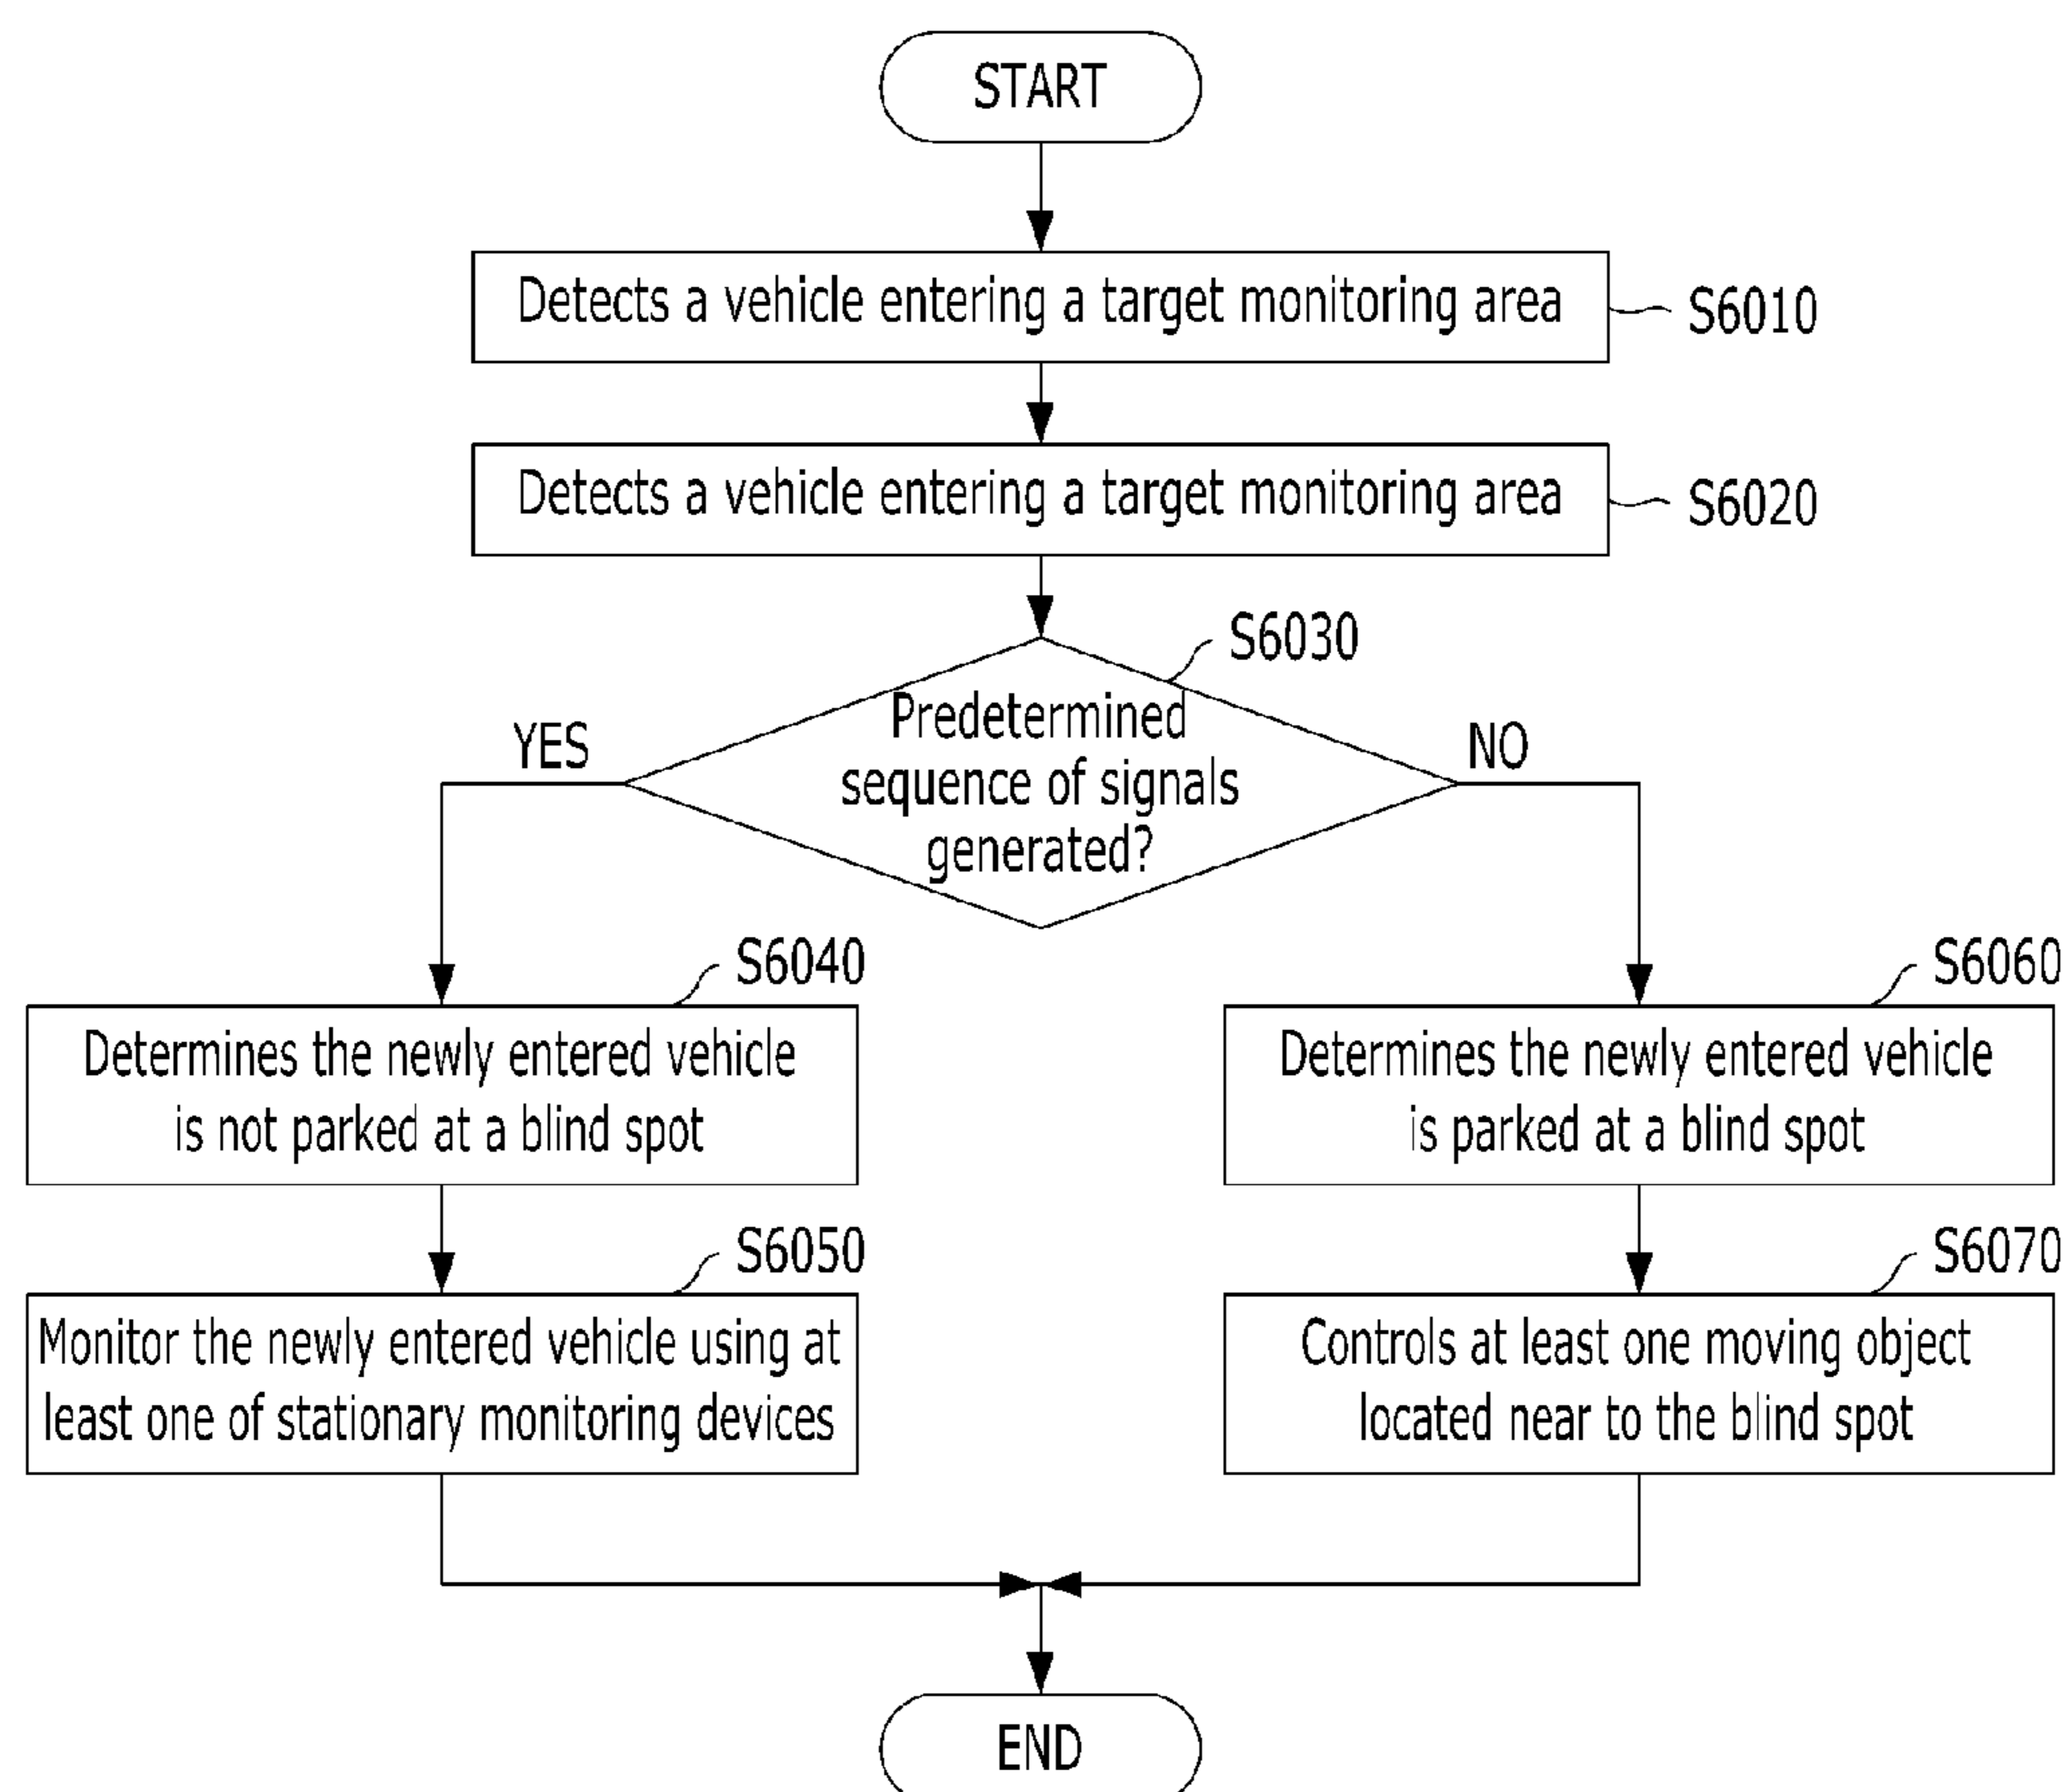 START
Detects a vehicle entering a target monitoring area
S6010
Detects a vehicle entering a target monitoring area
S6020
S6030
Predetermined
sequence of signals
generated?
YES
NO
S6040
Determines the newly entered vehicle
is not parked at a blind spot
S6060
Determines the newly entered vehicle
is parked at a blind spot
S6050
Monitor the newly entered vehicle using at
least one of stationary monitoring devices
S6070
Controls at least one moving object
located near to the blind spot
END